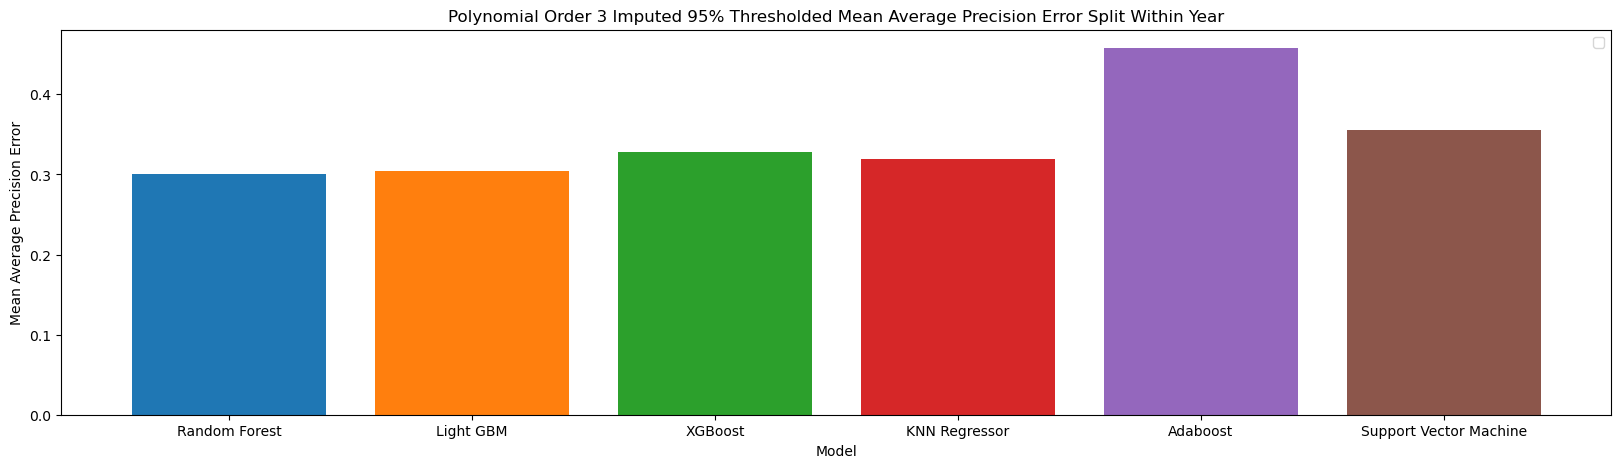 Polynomial Order 3 Imputed 95% Thresholded Mean Average Precision Error Split Within Year
Mean Average Precision Error
0.4
0.3
0.2
0.1
0.0
Random Forest
Light GBM
XGBoost
KNN Regressor
Adaboost
Support Vector Machine
Model